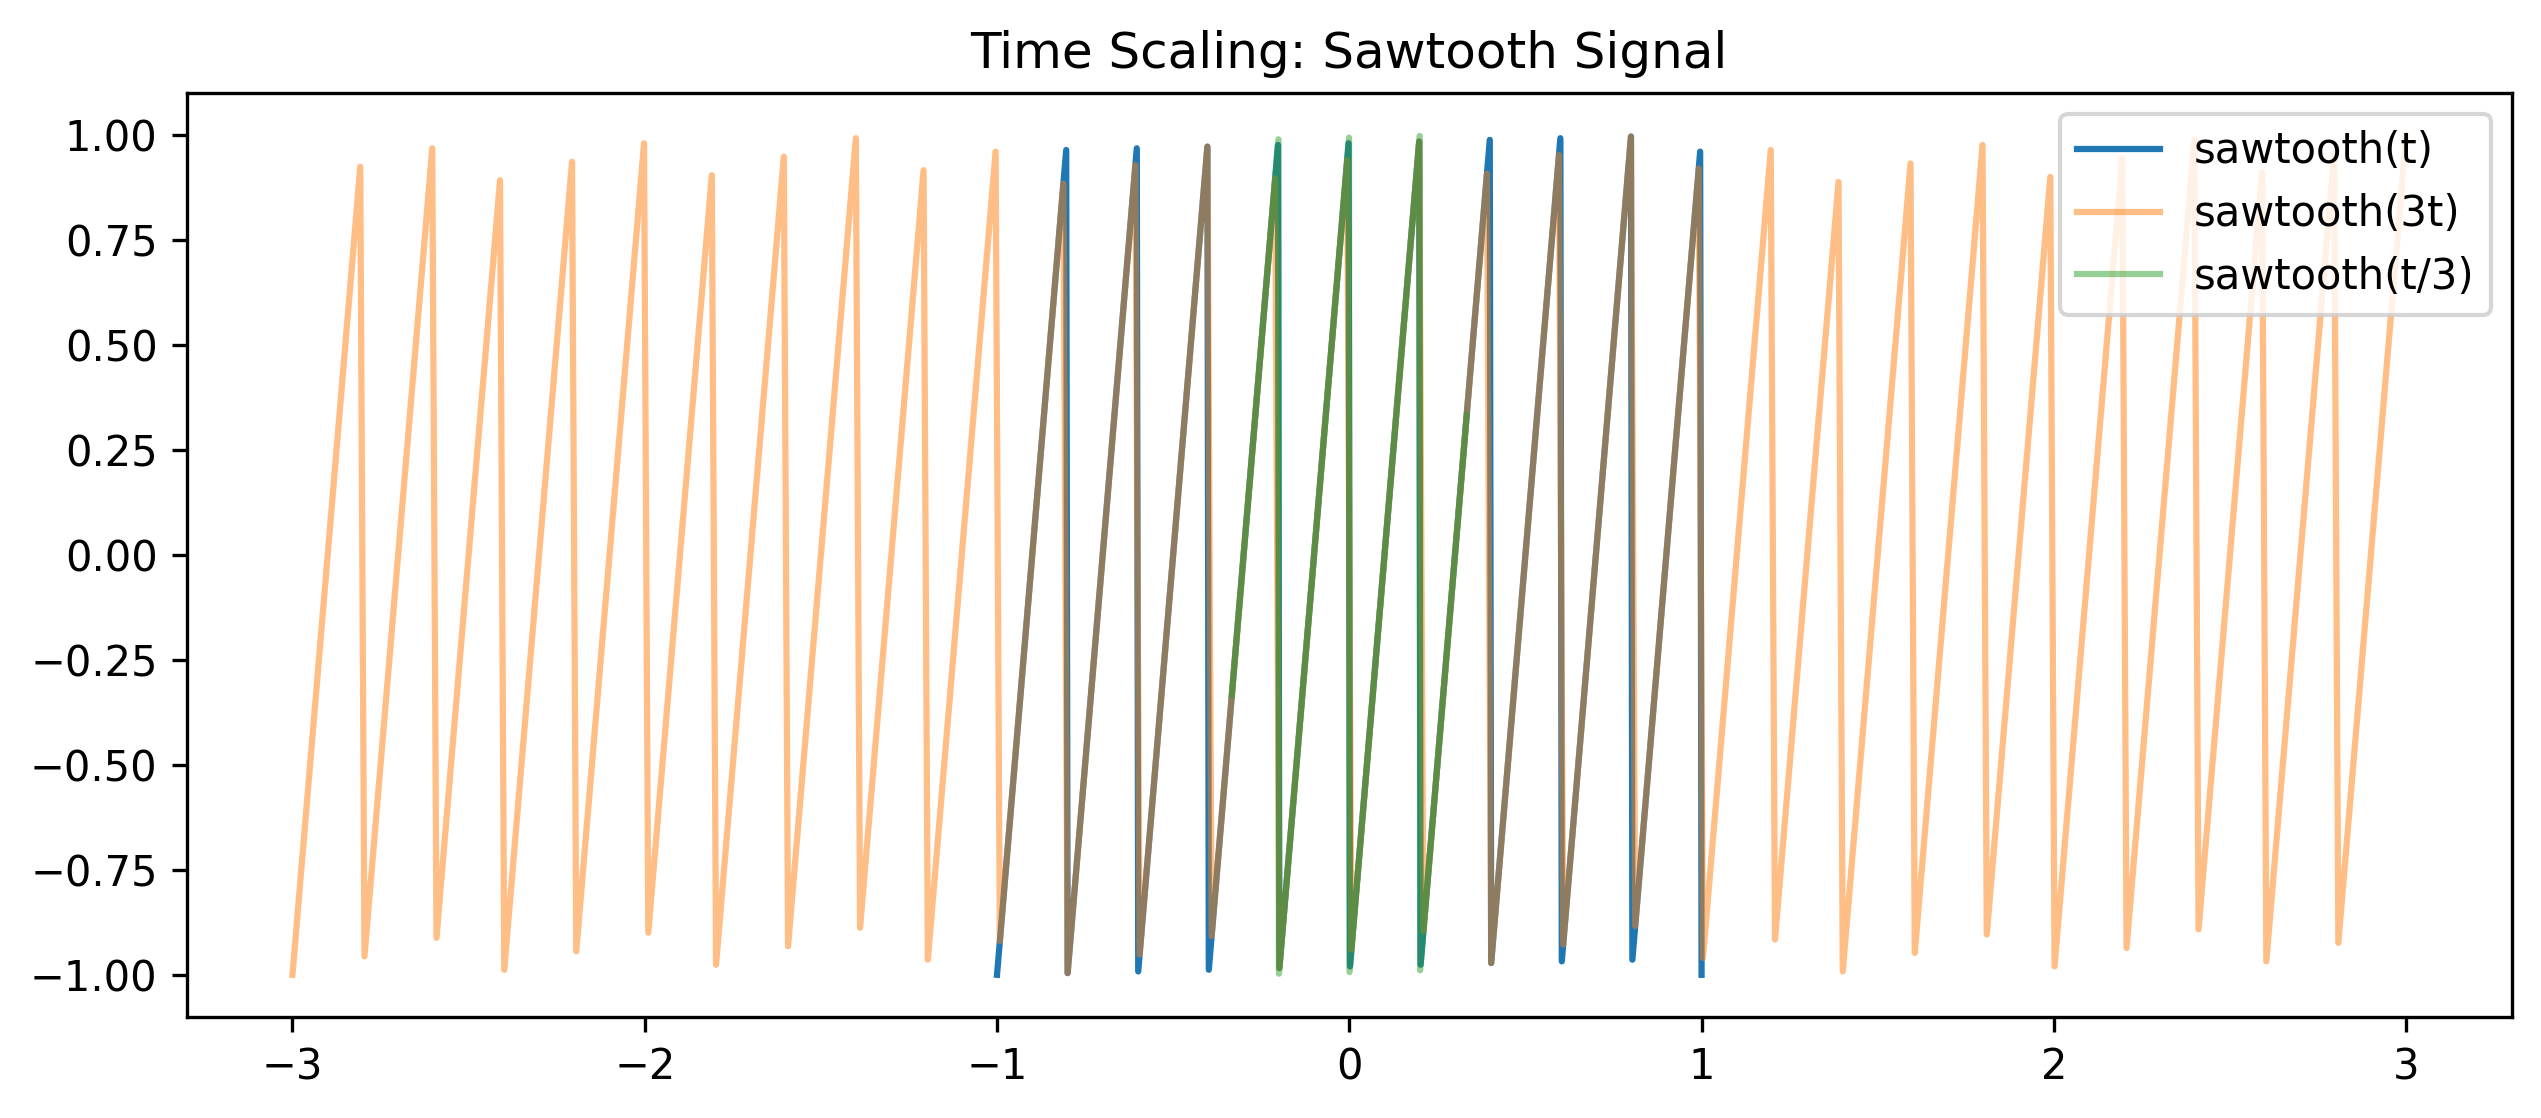 Time Scaling: Sawtooth Signal
1.00
0.75
0.50
0.25
0.00
−0.25
−0.50
−0.75
−1.00
sawtooth(t)
sawtooth(3t)
sawtooth(t/3)
−3 −2 −1 0 1 2 3